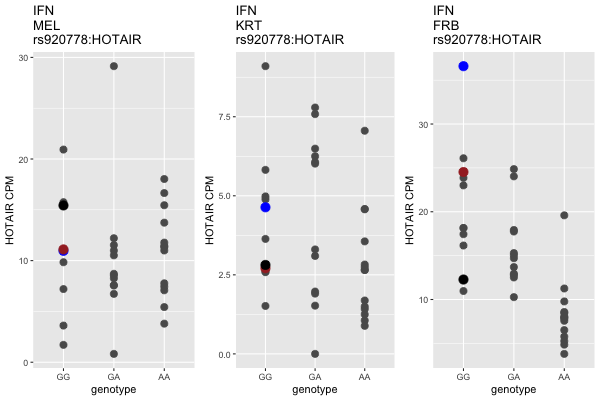 IFN
MEL
rs920778:HOTAIR
30
20
10
0
HOTAIR CPM
GG GA AA
genotype
IFN
KRT
rs920778:HOTAIR
7.5
5.0
2.5
0.0
HOTAIR CPM
GG GA AA
genotype
IFN
FRB
rs920778:HOTAIR
30
20
10
HOTAIR CPM
GG GA AA
genotype